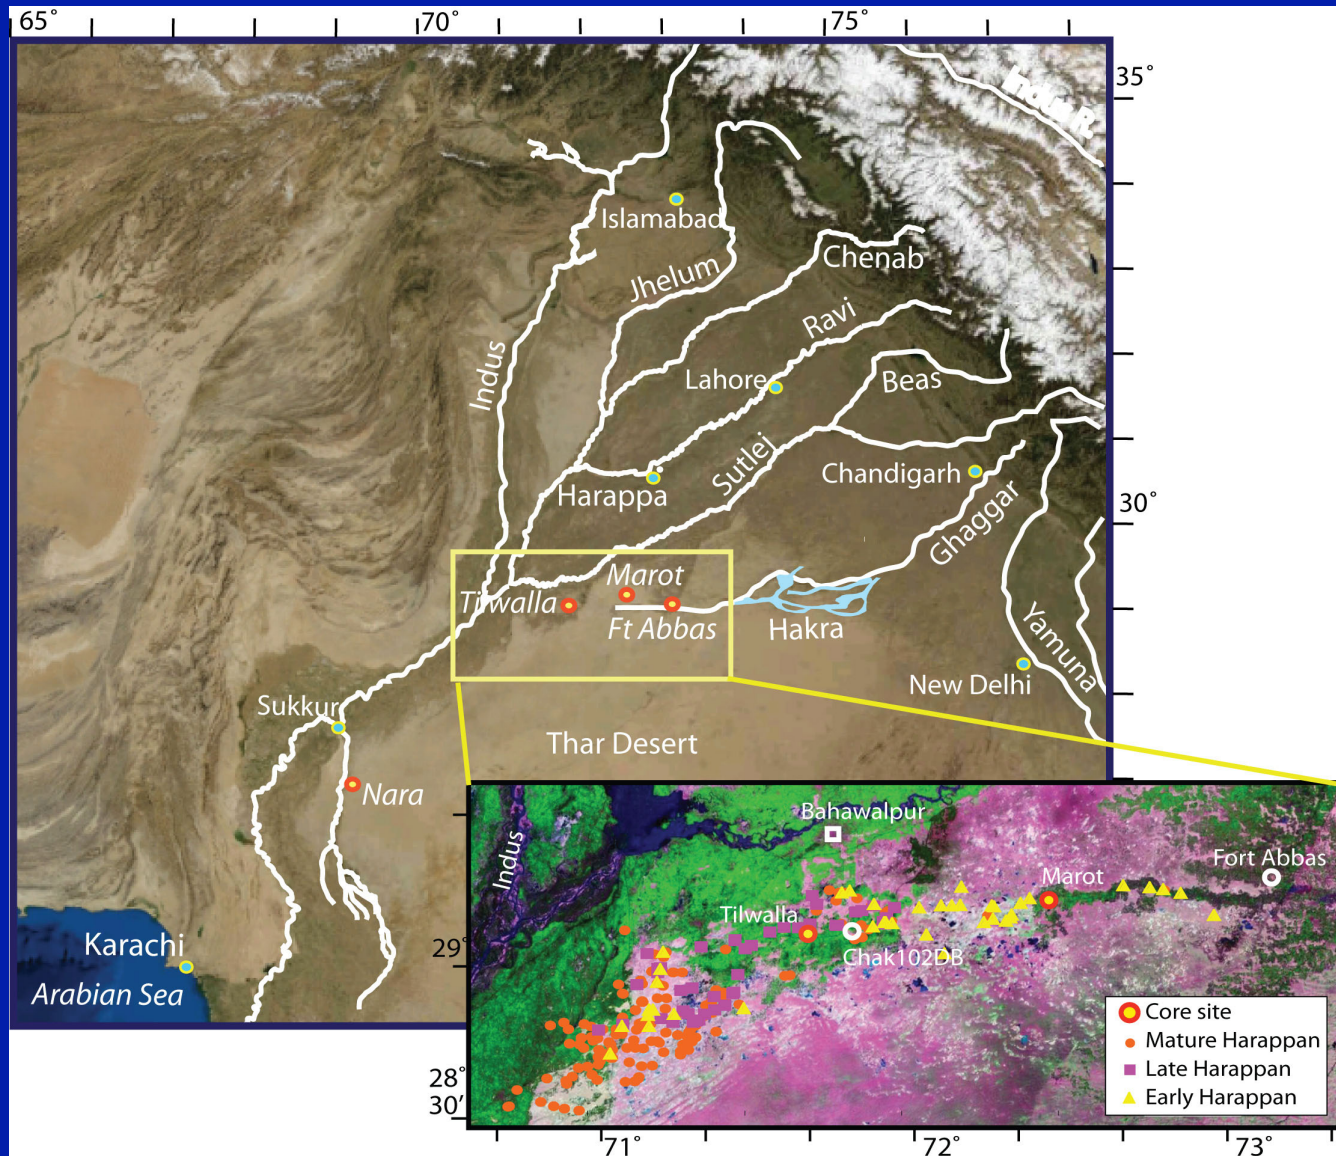 65˚
70˚
75˚
35˚
Indus R.
Islamabad
Jhelum
Chenab
Ravi
Indus
Lahore
Beas
Sutlej
Chandigarh
Harappa
Ghaggar
30˚
Marot
Tilwalla
Ft Abbas
Hakra
Yamuna
New Delhi
Sukkur
Thar Desert
Nara
Karachi
Arabian Sea
Bahawalpur
Indus
Fort Abbas
Marot
Tilwalla
Chak102DB
29˚
Core site
Mature Harappan
Late Harappan
Early Harappan
28˚
30'
71˚
72˚
73˚